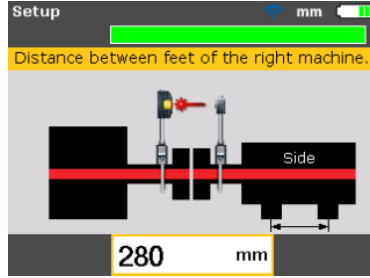 Setup mm
Distance between feet of the right machine.
Side
280 mm